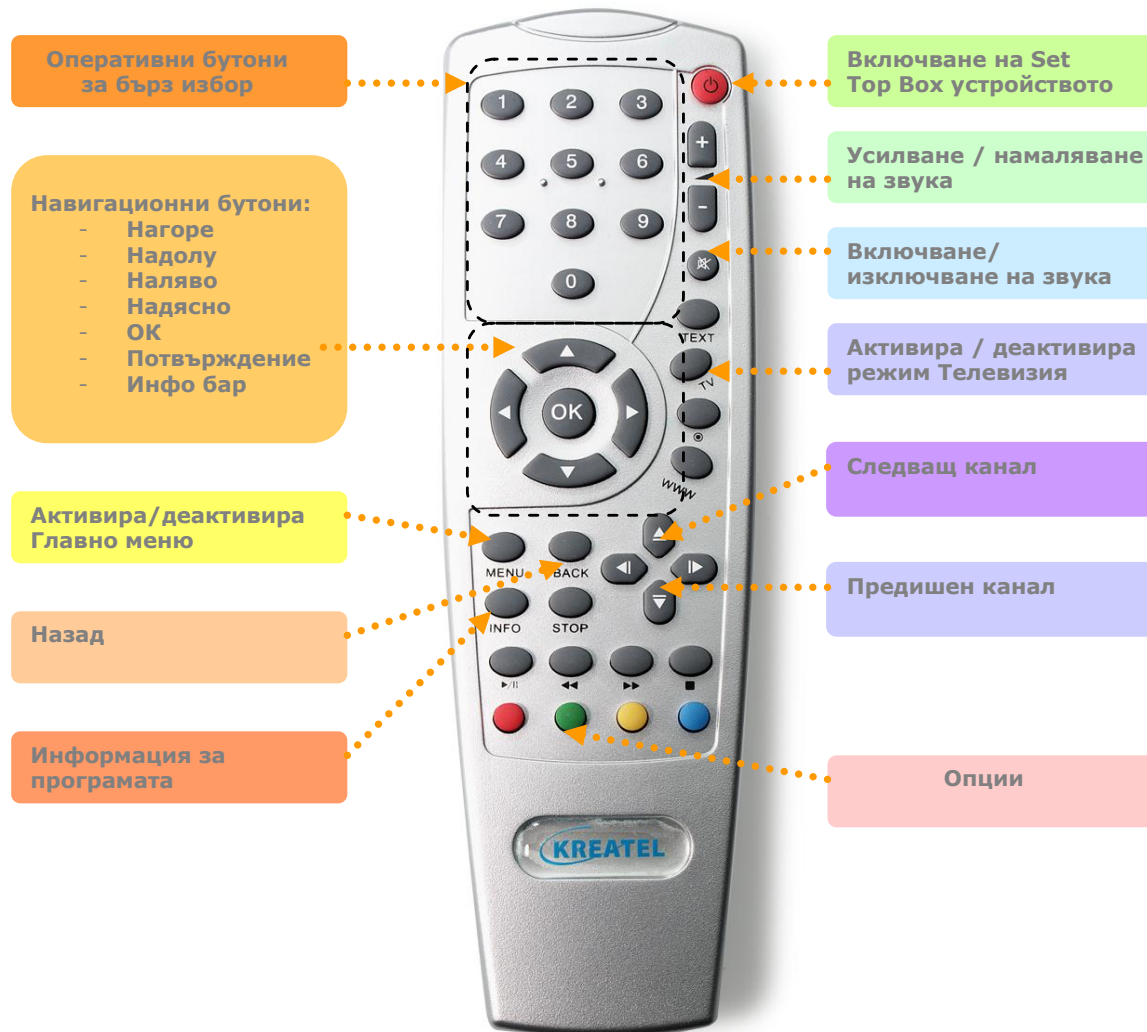 Оперативни бутони
за бърз избор
Навигационни бутони:
- Нагоре
- Надолу
- Наляво
- Надясно
- ОК
- Потвърждение
- Инфо бар
Активира/деактивира
Главно меню
Назад
Информация за
програмата
1 2 3
4 5 6
7 8 9
0
+
-
TEXT
TV
OK
WWW
MENU BACK
INFO STOP
KREATEL
Включване на Set
Top Box устройството
Усилване / намаляване
на звука
Включване/
изключване на звука
Активира / деактивира
режим Телевизия
Следващ канал
Предишен канал
Опции